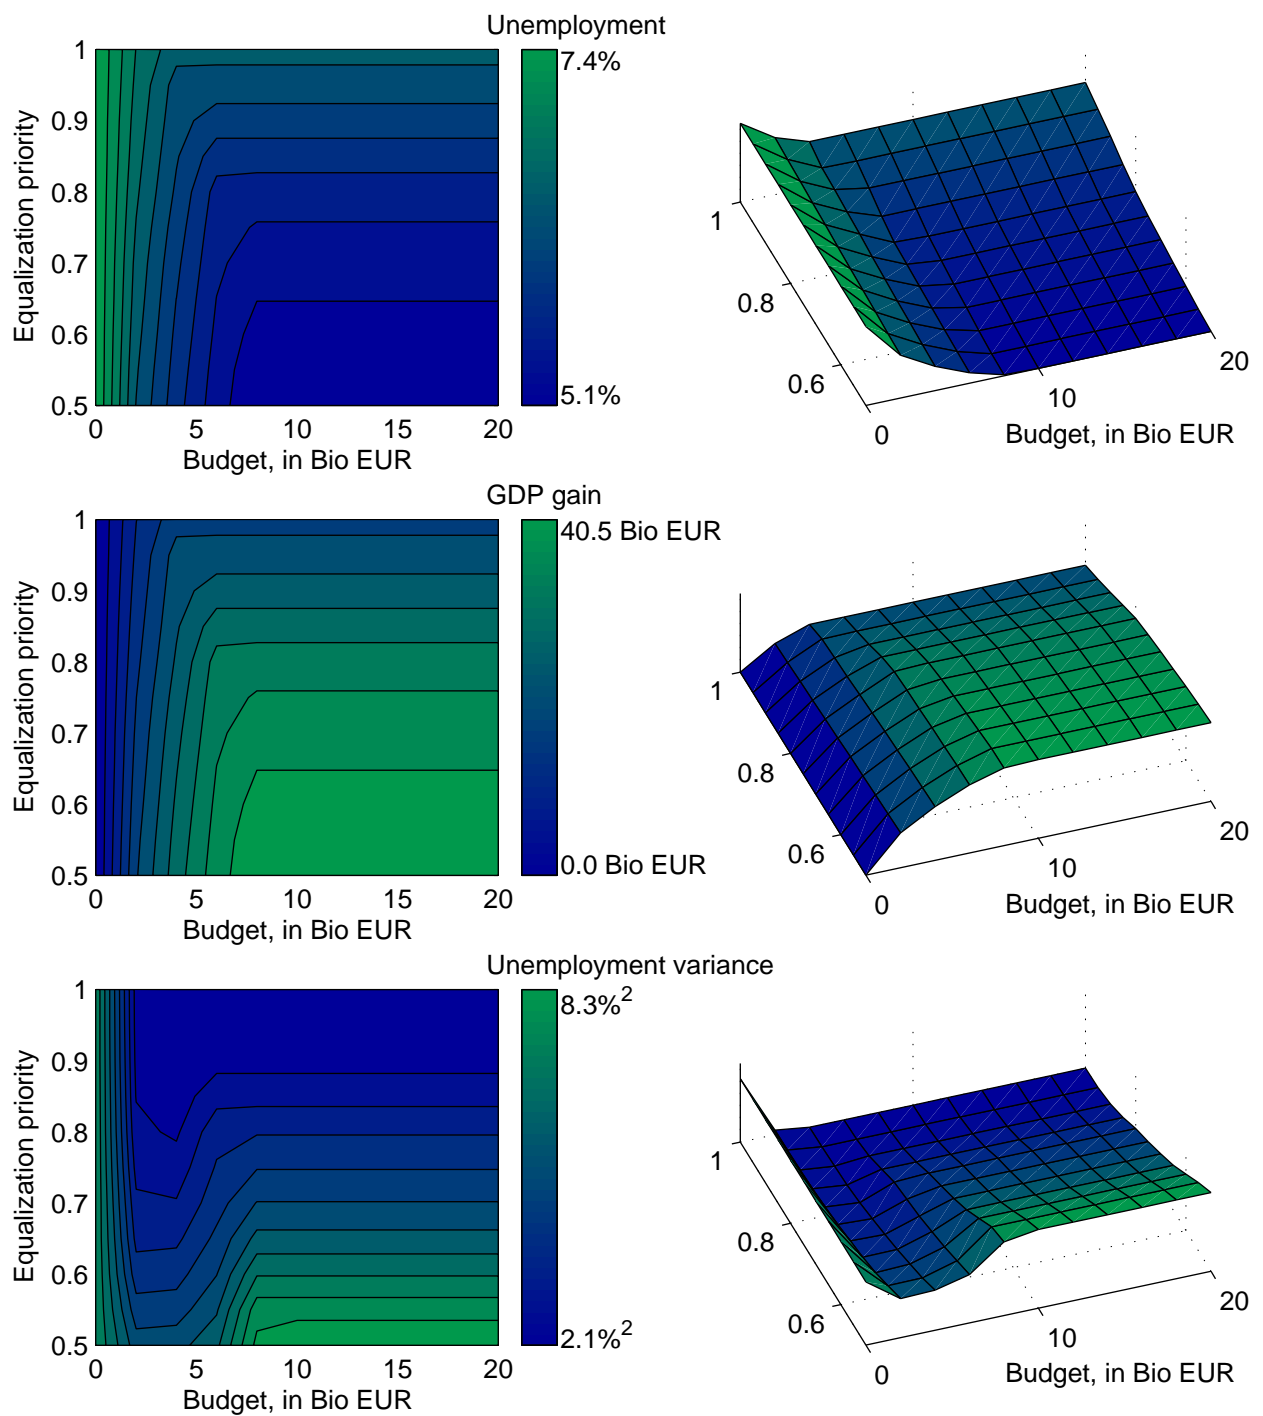 Unemployment
1
0.9
0.8
0.7
0.6
0.5
Equalization priority
0 5 10 15 20
Budget, in Bio EUR
7.4%
5.1%
1
0.8
0.6
0
10
20
Budget, in Bio EUR
GDP gain
1
0.9
0.8
0.7
0.6
0.5
Equalization priority
0 5 10 15 20
Budget, in Bio EUR
40.5 Bio EUR
0.0 Bio EUR
1
0.8
0.6
0
10
20
Budget, in Bio EUR
Unemployment variance
1
0.9
0.8
0.7
0.6
0.5
Equalization priority
0 5 10 15 20
Budget, in Bio EUR
8.3%²
2.1%²
1
0.8
0.6
0
10
20
Budget, in Bio EUR